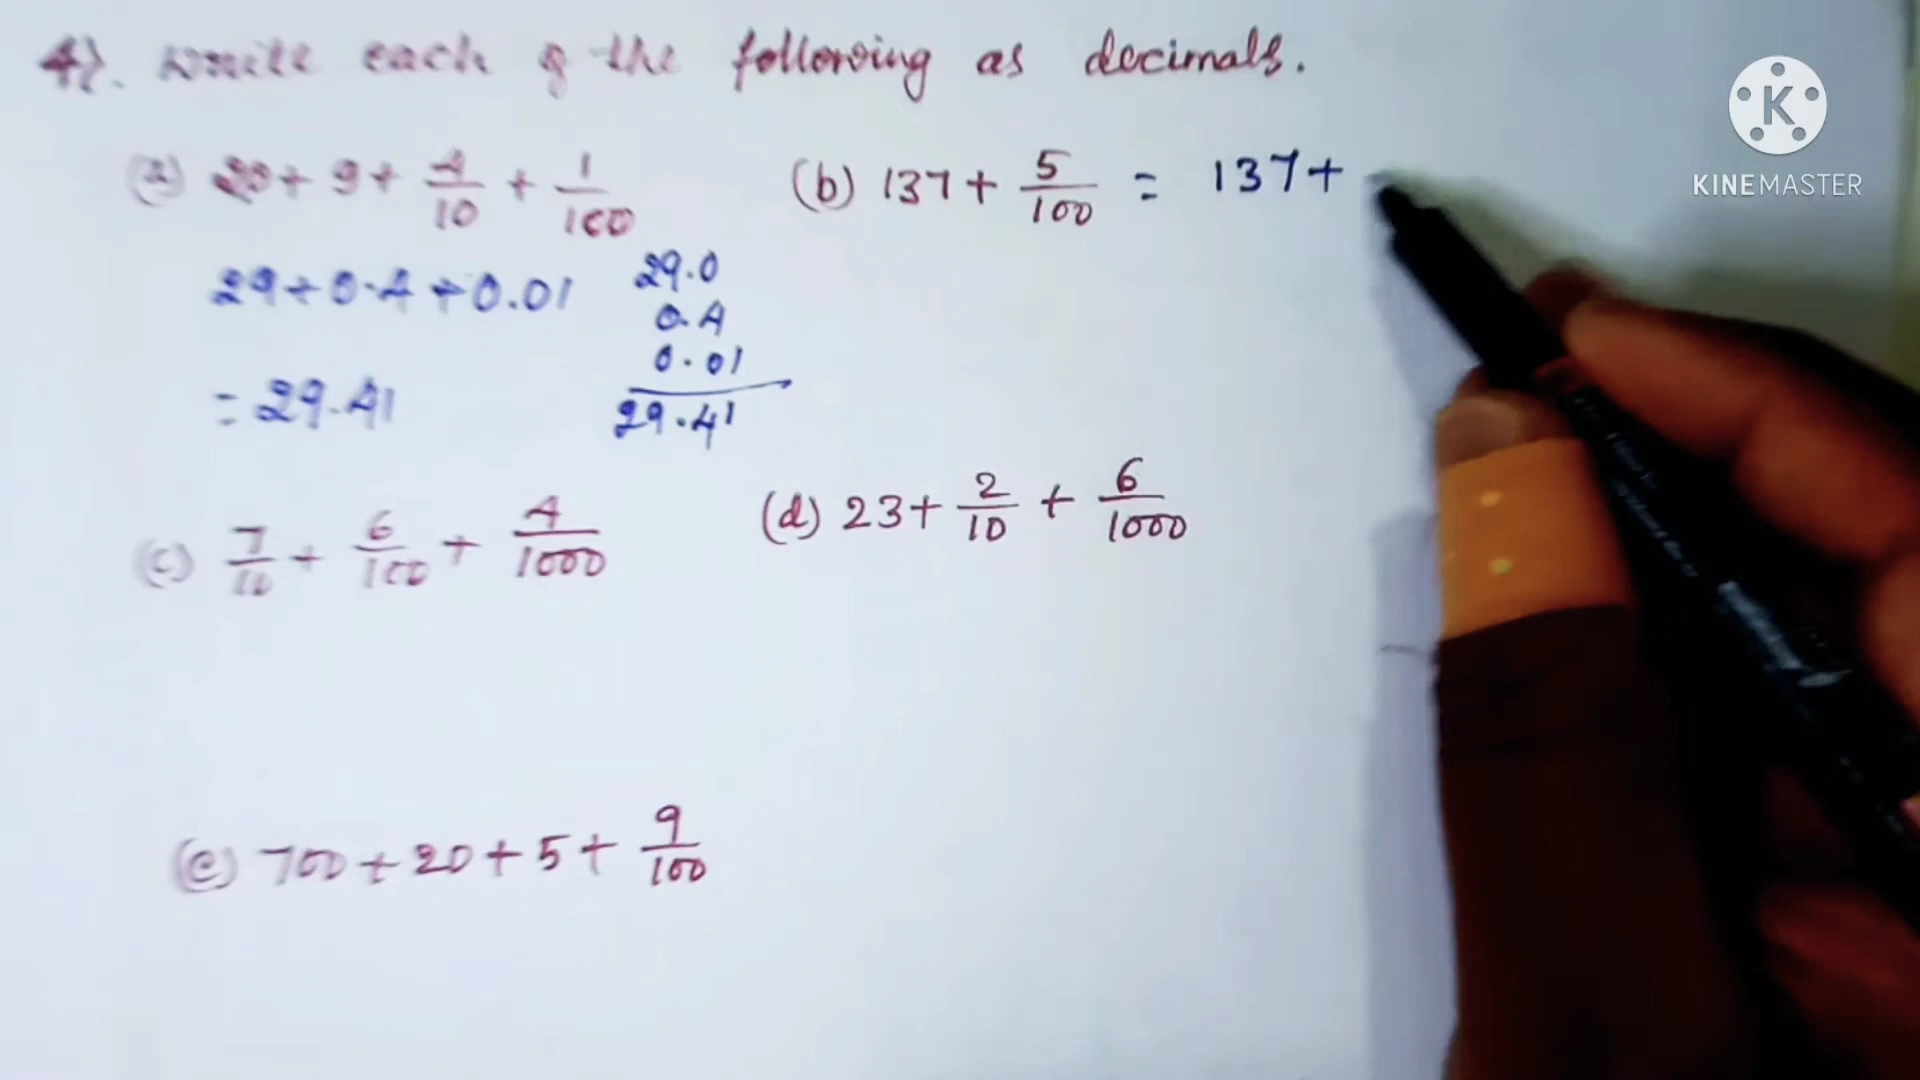 4). Write each of the following as decimals.
(a) 20 + 9 + 4/10 + 1/100
29 + 0.4 + 0.01
= 29.41
29.0
0.4
0.01
29.41
(b) 137 + 5/100 = 137 +
(c) 7/10 + 6/100 + 4/1000
(d) 23 + 2/10 + 6/1000
(e) 700 + 20 + 5 + 9/100
K
KINEMASTER